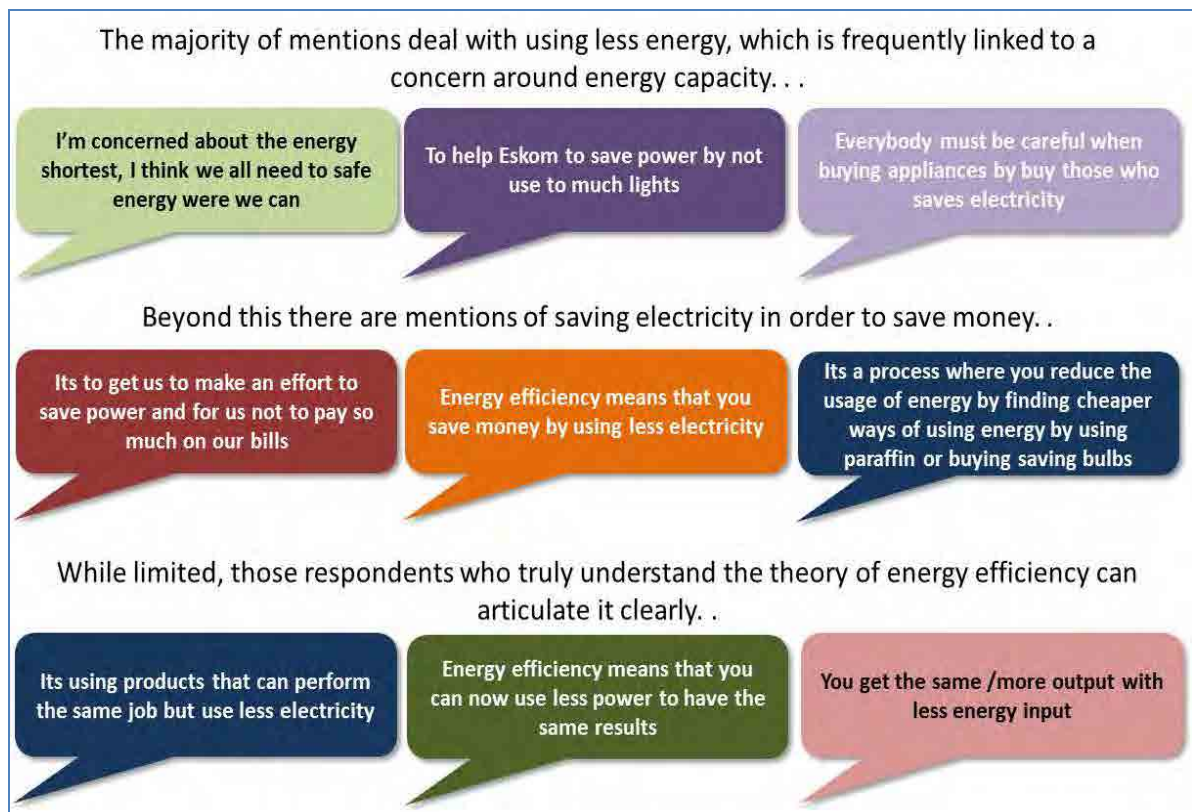 The majority of mentions deal with using less energy, which is frequently linked to a
concern around energy capacity. . .
I'm concerned about the energy
shortest, I think we all need to safe
energy were we can
To help Eskom to save power by not
use to much lights
Everybody must be careful when
buying appliances by buy those who
saves electricity
Beyond this there are mentions of saving electricity in order to save money. .
Its to get us to make an effort to
save power and for us not to pay so
much on our bills
Energy efficiency means that you
save money by using less electricity
Its a process where you reduce the
usage of energy by finding cheaper
ways of using energy by using
paraffin or buying saving bulbs
While limited, those respondents who truly understand the theory of energy efficiency can
articulate it clearly. .
Its using products that can perform
the same job but use less electricity
Energy efficiency means that you
can now use less power to have the
same results
You get the same /more output with
less energy input